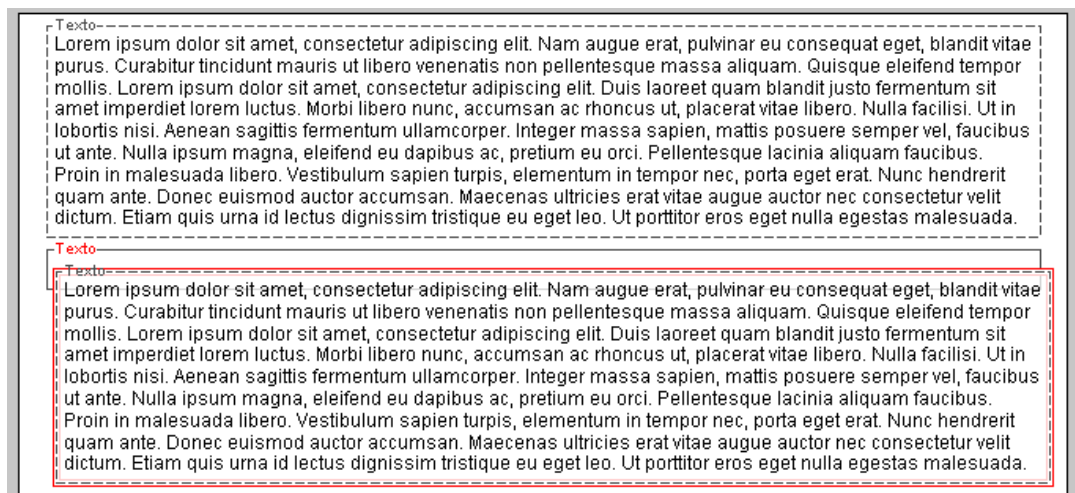 Texto
Lorem ipsum dolor sit amet, consectetur adipiscing elit. Nam augue erat, pulvinar eu consequat eget, blandit vitae
purus. Curabitur tincidunt mauris ut libero venenatis non pellentesque massa aliquam. Quisque eleifend tempor
mollis. Lorem ipsum dolor sit amet, consectetur adipiscing elit. Duis laoreet quam blandit justo fermentum sit
amet imperdiet lorem luctus. Morbi libero nunc, accumsan ac rhoncus ut, placerat vitae libero. Nulla facilisi. Ut in
lobortis nisi. Aenean sagittis fermentum ullamcorper. Integer massa sapien, mattis posuere semper vel, faucibus
ut ante. Nulla ipsum magna, eleifend eu dapibus ac, pretium eu orci. Pellentesque lacinia aliquam faucibus.
Proin in malesuada libero. Vestibulum sapien turpis, elementum in tempor nec, porta eget erat. Nunc hendrerit
quam ante. Donec euismod auctor accumsan. Maecenas ultricies erat vitae augue auctor nec consectetur velit
dictum. Etiam quis urna id lectus dignissim tristique eu eget leo. Ut porttitor eros eget nulla egestas malesuada.
Texto
Texto
Lorem ipsum dolor sit amet, consectetur adipiscing elit. Nam augue erat, pulvinar eu consequat eget, blandit vitae
purus. Curabitur tincidunt mauris ut libero venenatis non pellentesque massa aliquam. Quisque eleifend tempor
mollis. Lorem ipsum dolor sit amet, consectetur adipiscing elit. Duis laoreet quam blandit justo fermentum sit
amet imperdiet lorem luctus. Morbi libero nunc, accumsan ac rhoncus ut, placerat vitae libero. Nulla facilisi. Ut in
lobortis nisi. Aenean sagittis fermentum ullamcorper. Integer massa sapien, mattis posuere semper vel, faucibus
ut ante. Nulla ipsum magna, eleifend eu dapibus ac, pretium eu orci. Pellentesque lacinia aliquam faucibus.
Proin in malesuada libero. Vestibulum sapien turpis, elementum in tempor nec, porta eget erat. Nunc hendrerit
quam ante. Donec euismod auctor accumsan. Maecenas ultricies erat vitae augue auctor nec consectetur velit
dictum. Etiam quis urna id lectus dignissim tristique eu eget leo. Ut porttitor eros eget nulla egestas malesuada.